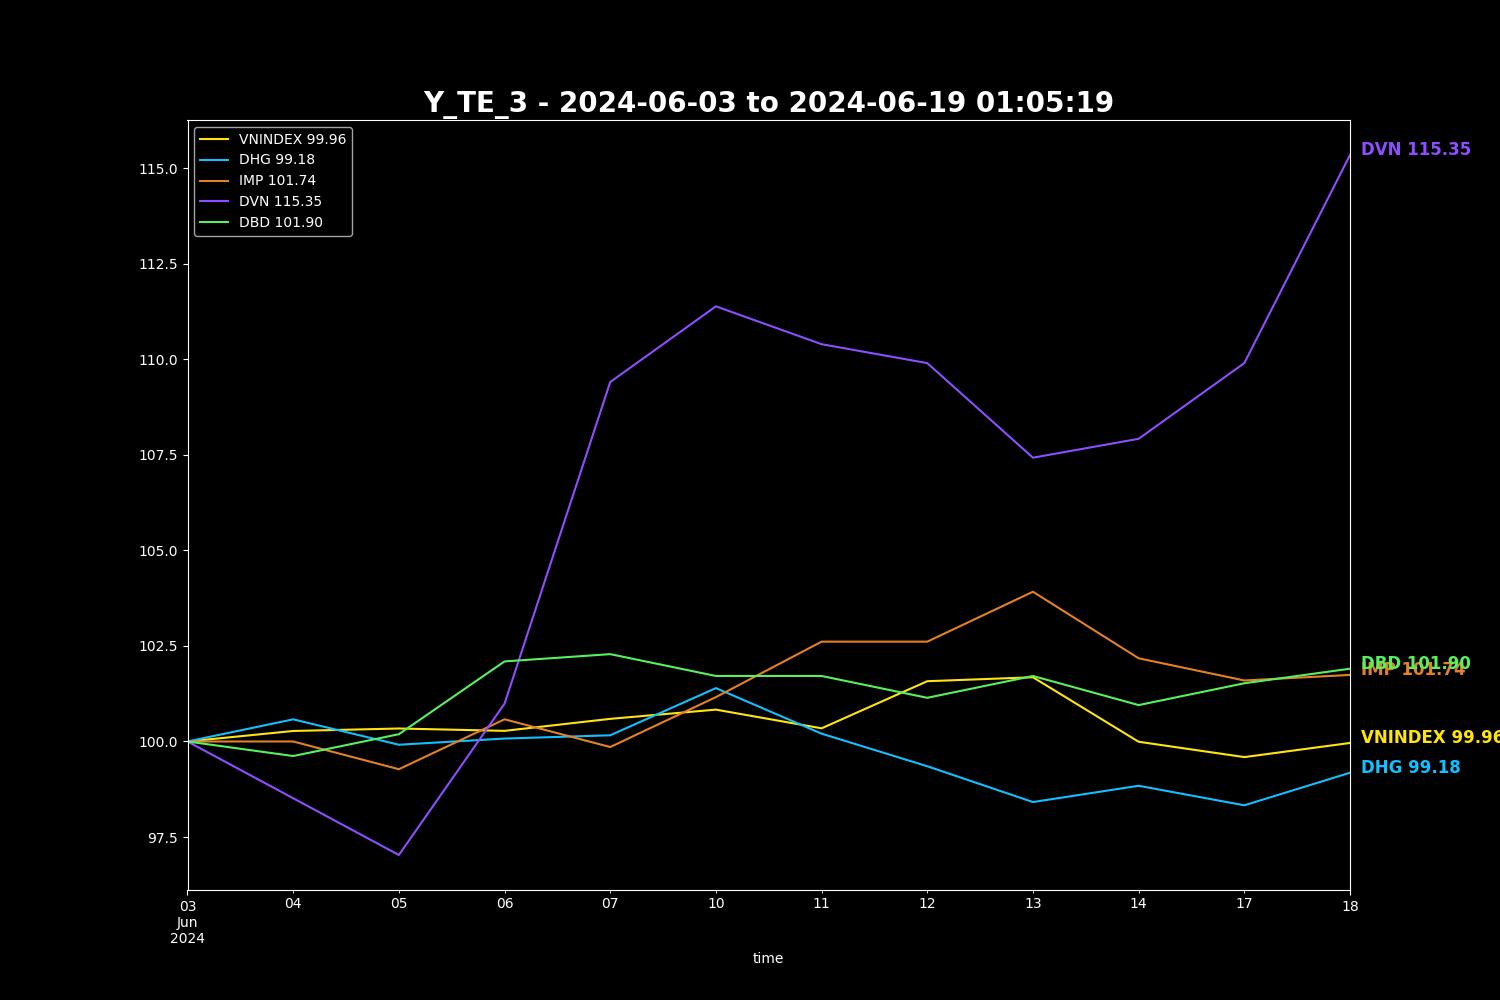 Y_TE_3 - 2024-06-03 to 2024-06-19 01:05:19
VNINDEX 99.96
DHG 99.18
IMP 101.74
DVN 115.35
DBD 101.90
115.0
112.5
110.0
107.5
105.0
102.5
100.0
97.5
DVN 115.35
DBD 101.90
IMP 101.74
VNINDEX 99.96
DHG 99.18
03 04 05 06 07 10 11 12 13 14 17 18
Jun
2024
time